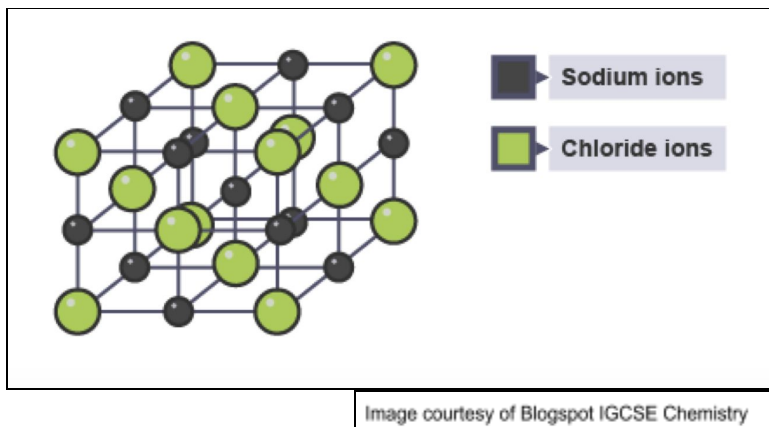 Sodium ions
Chloride ions
Image courtesy of Blogspot IGCSE Chemistry